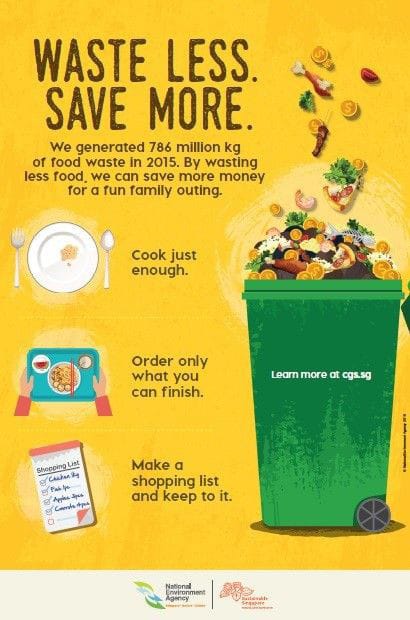 WASTE LESS.
SAVE MORE.
We generated 786 million kg
of food waste in 2015. By wasting
less food, we can save more money
for a fun family outing.
Cook just
enough.
Order only
what you
can finish.
Learn more at cgs.sg
Shopping List
Chicken 1kg
Fish 1pc
Apples 3pcs
Carrots 4pcs
Make a
shopping list
and keep to it.
National
Environment
Agency
Sustainable
Singapore